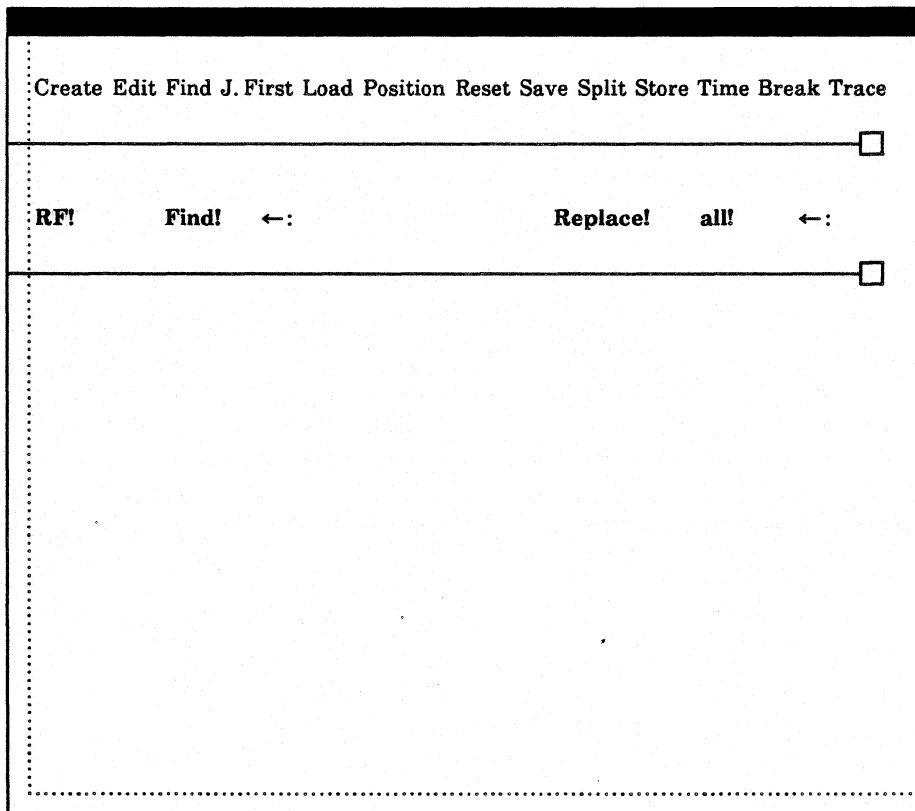 Create Edit Find J. First Load Position Reset Save Split Store Time Break Trace
RF! Find! ←: Replace! all! ←: